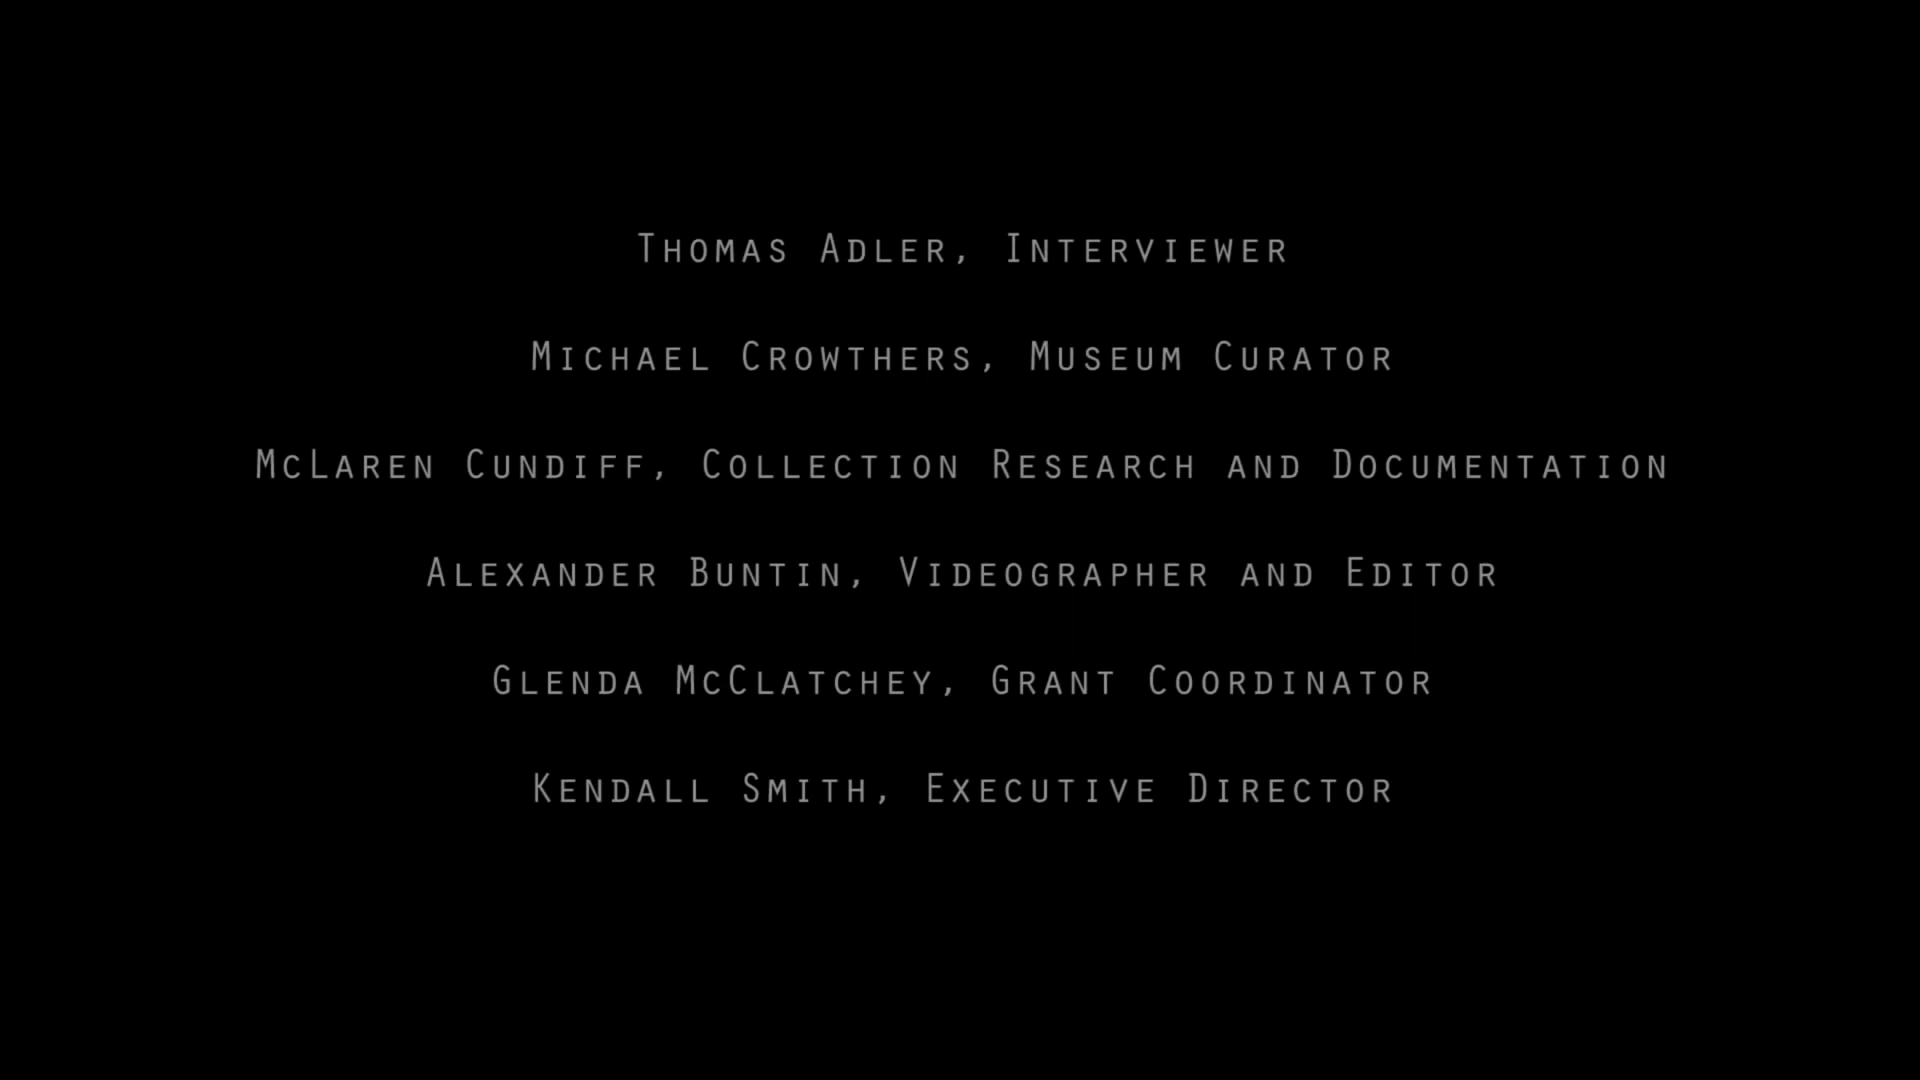 Thomas Adler, Interviewer
Michael Crowthers, Museum Curator
McLaren Cundiff, Collection Research and Documentation
Alexander Buntin, Videographer and Editor
Glenda McClatchey, Grant Coordinator
Kendall Smith, Executive Director